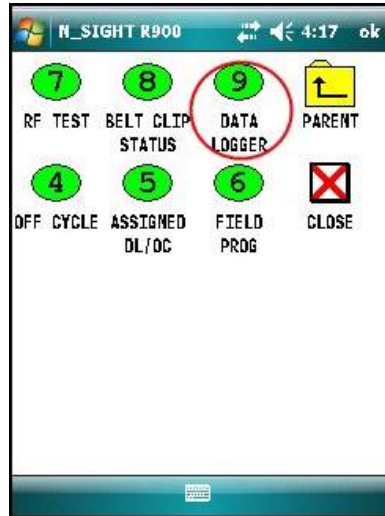 N_SIGHT R900 4:17 ok
7 8 9
RF TEST BELT CLIP DATA PARENT
STATUS LOGGER
4 5 6
OFF CYCLE ASSIGNED FIELD CLOSE
DL/OC PROG